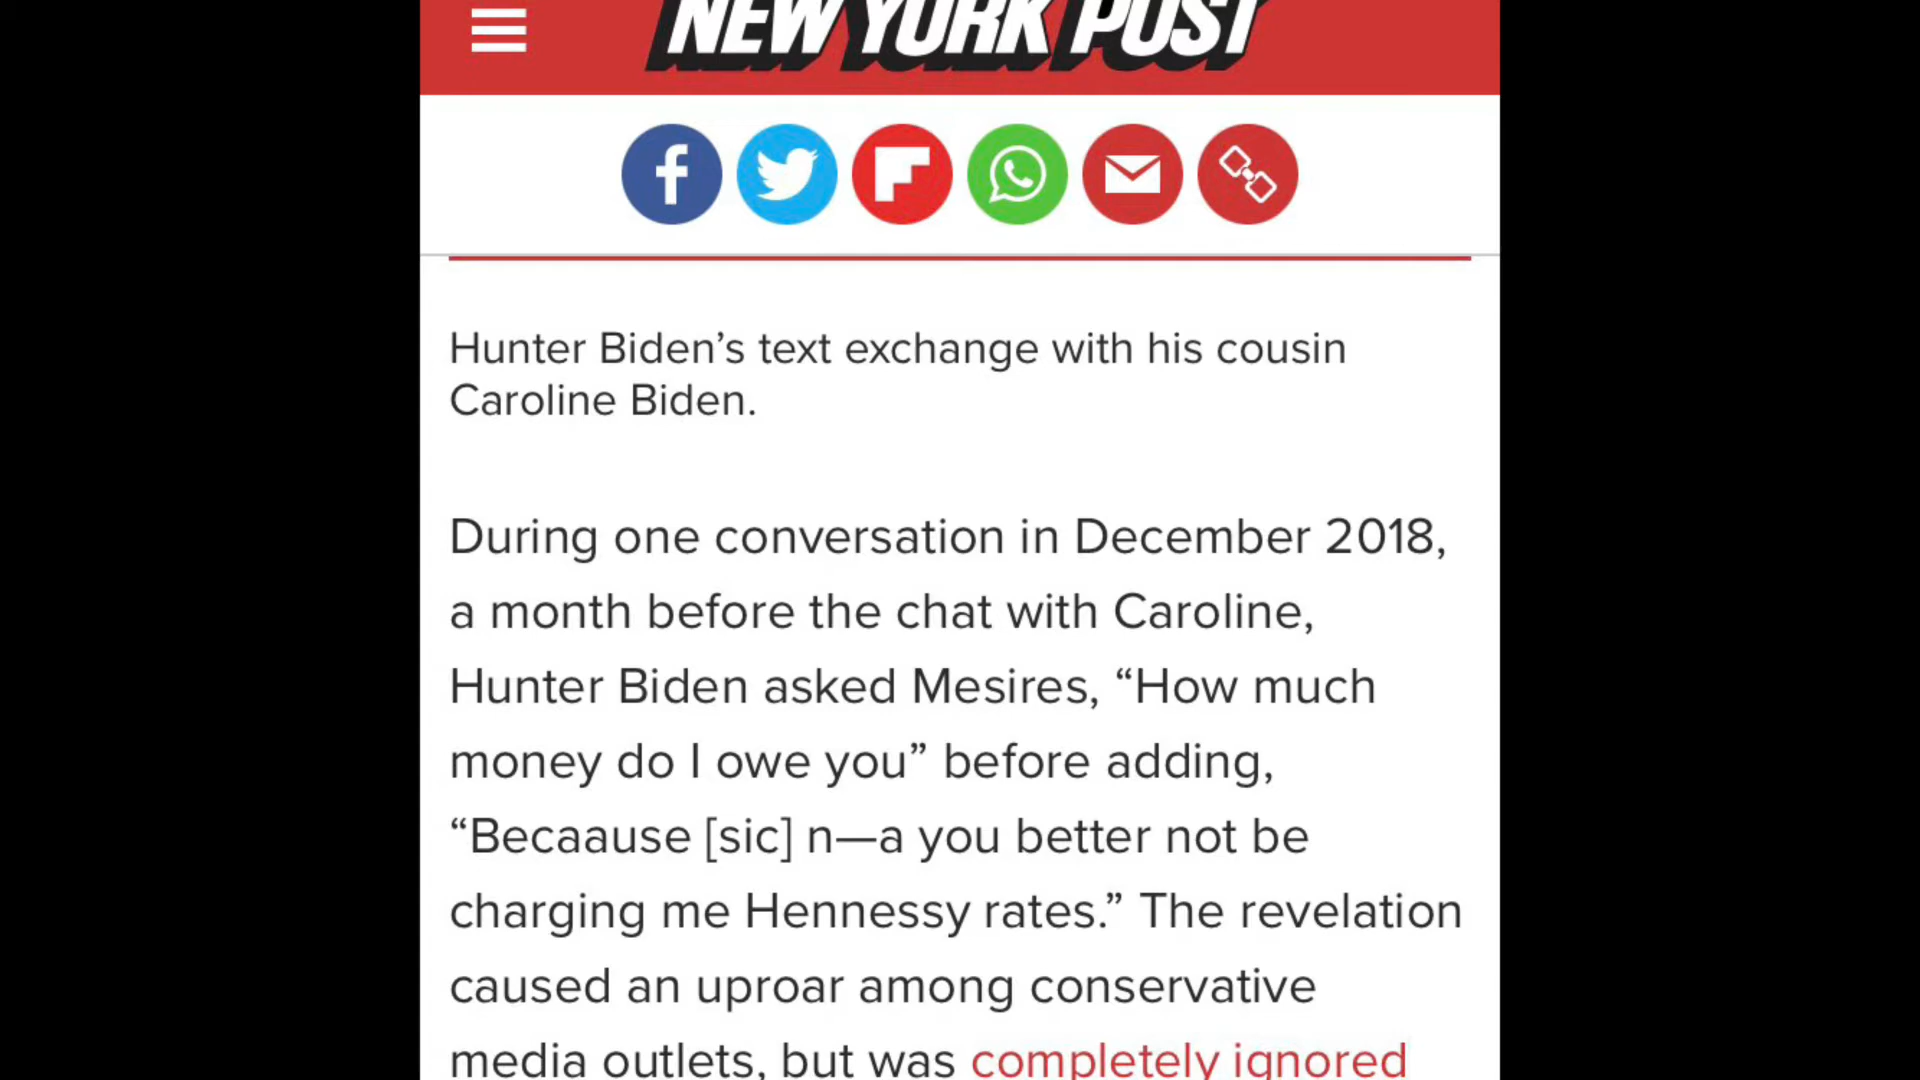 NEW YORK POST
Hunter Biden’s text exchange with his cousin
Caroline Biden.
During one conversation in December 2018,
a month before the chat with Caroline,
Hunter Biden asked Mesires, “How much
money do I owe you” before adding,
“Becaause [sic] n—a you better not be
charging me Hennessy rates.” The revelation
caused an uproar among conservative
media outlets, but was completely ignored